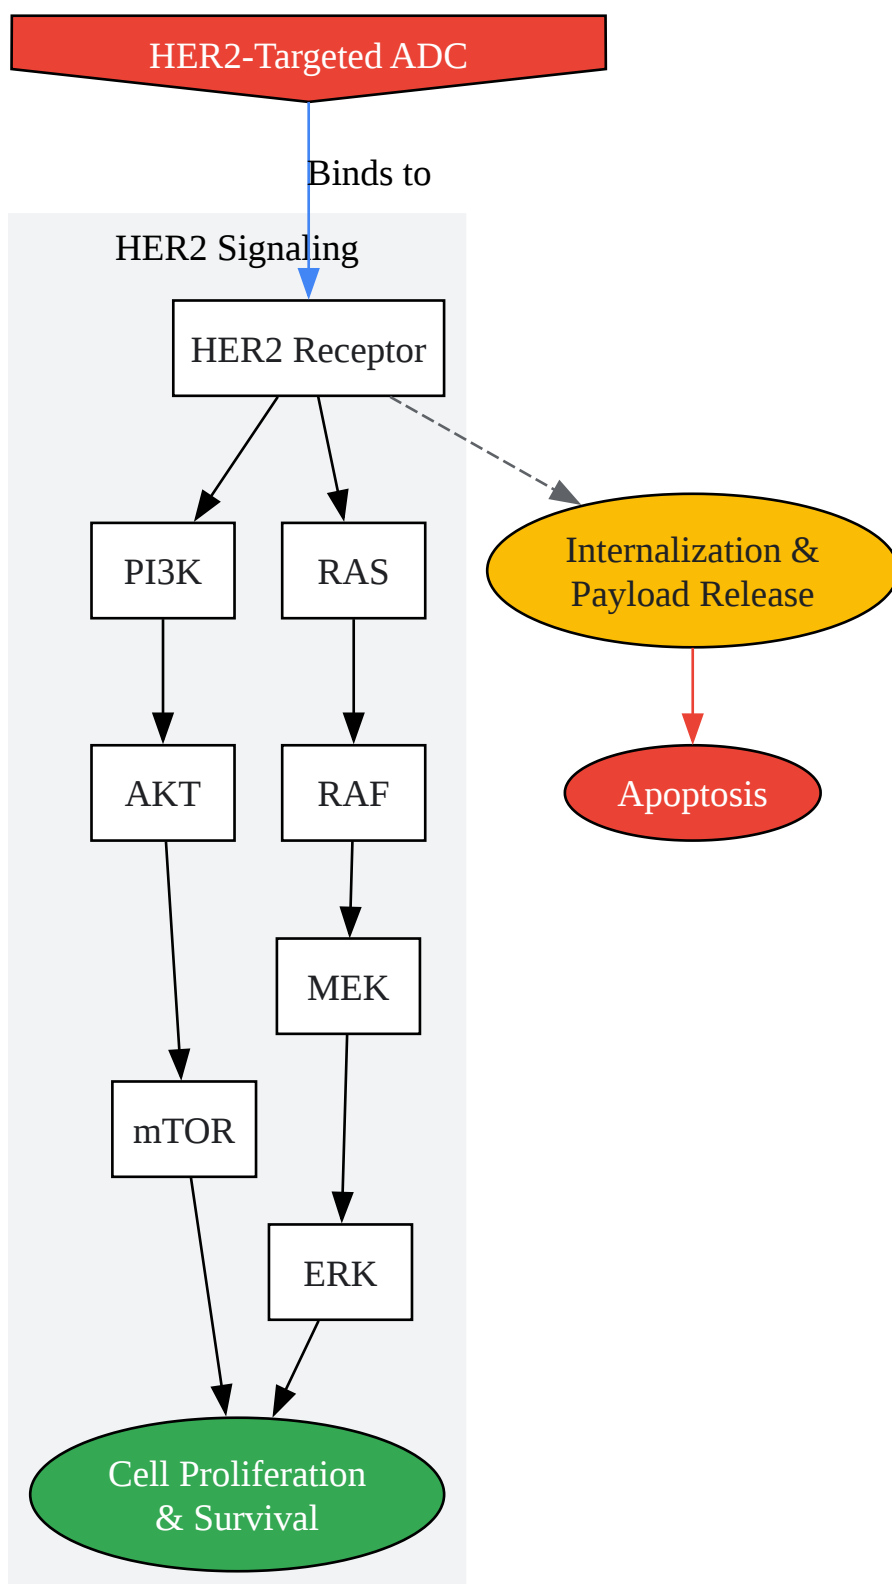 HER2-Targeted ADC
Binds to
HER2 Signaling
HER2 Receptor
PI3K
RAS
Internalization &
Payload Release
AKT
RAF
Apoptosis
MEK
mTOR
ERK
Cell Proliferation
& Survival